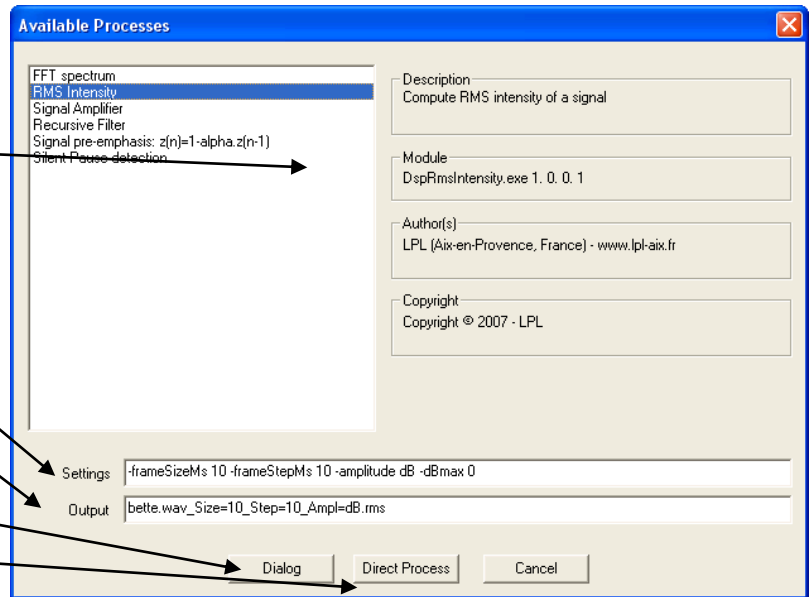 Available Processes
FFT spectrum
RMS Intensity
Signal Amplifier
Recursive Filter
Signal pre-emphasis: z(n)=1-alpha.z(n-1)
Silent Pause detection
Description
Compute RMS intensity of a signal
Module
DspRmsIntensity.exe 1. 0. 0. 1
Author(s)
LPL (Aix-en-Provence, France) - www.lpl-aix.fr
Copyright
Copyright © 2007 - LPL
Settings
-frameSizeMs 10 -frameStepMs 10 -amplitude dB -dBmax 0
Output
bette.wav_Size=10_Step=10_Ampl=dB.rms
Dialog
Direct Process
Cancel